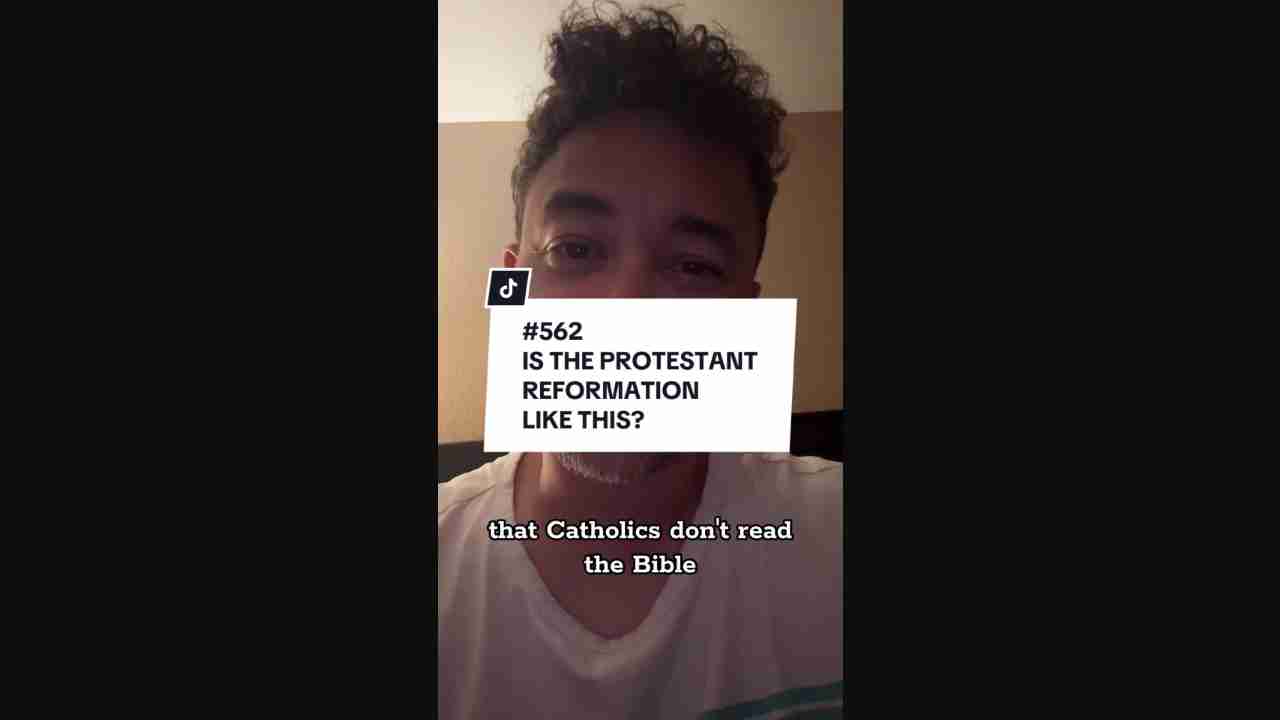 #562
IS THE PROTESTANT
REFORMATION
LIKE THIS?
that Catholics don't read
the Bible